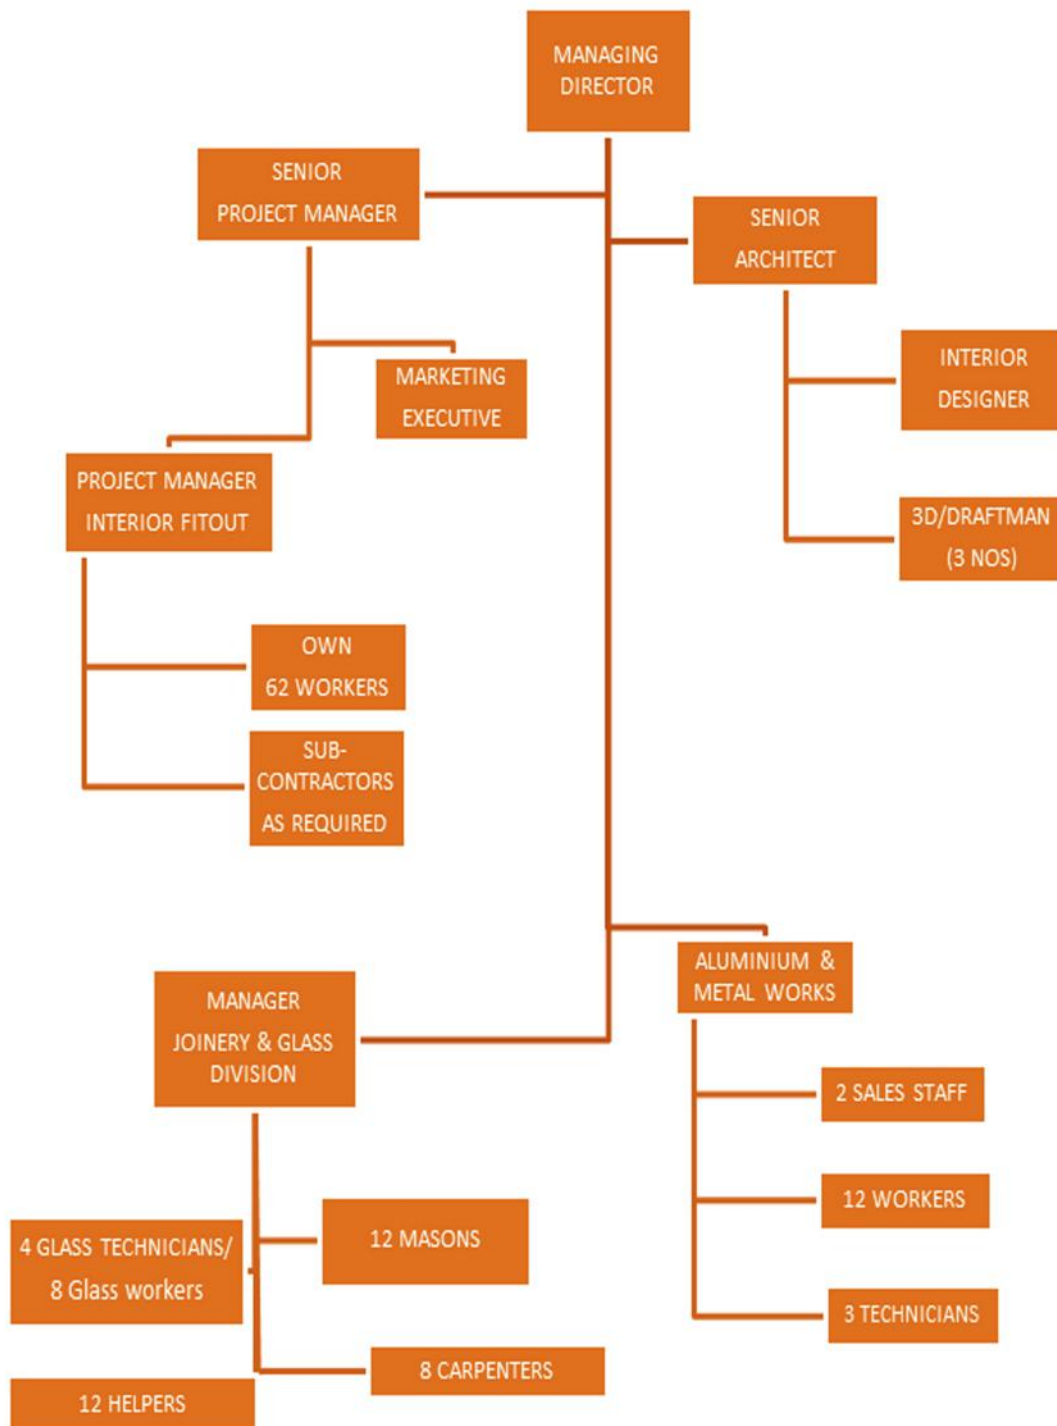 MANAGING
DIRECTOR
SENIOR
PROJECT MANAGER
SENIOR
ARCHITECT
MARKETING
EXECUTIVE
INTERIOR
DESIGNER
PROJECT MANAGER
INTERIOR FITOUT
3D/DRAFTMAN
(3 NOS)
OWN
62 WORKERS
SUB-
CONTRACTORS
AS REQUIRED
MANAGER
JOINERY & GLASS
DIVISION
ALUMINIUM &
METAL WORKS
2 SALES STAFF
12 WORKERS
3 TECHNICIANS
4 GLASS TECHNICIANS/
8 Glass workers
12 MASONS
8 CARPENTERS
12 HELPERS